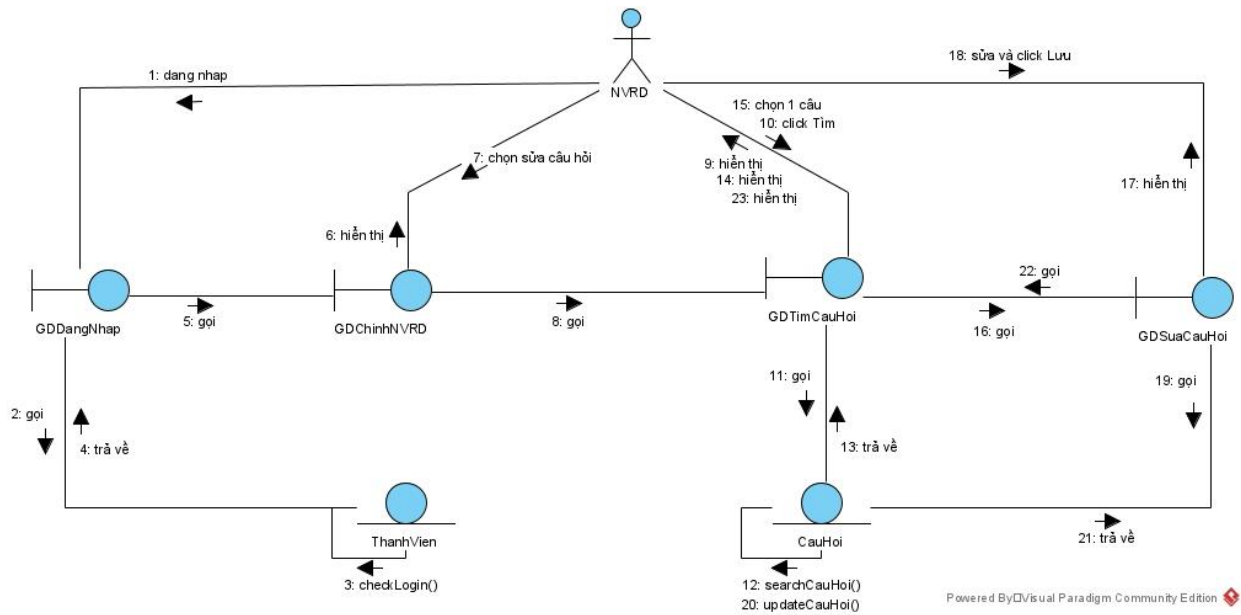 NVRD
1: dang nhap
18: sửa và click Lưu
15: chọn 1 câu
10: click Tìm
7: chọn sửa câu hỏi
9: hiển thị
14: hiển thị
23: hiển thị
17: hiển thị
6: hiển thị
22: gọi
GDDangNhap
5: gọi
GDChinhNVRD
8: gọi
GDTimCauHoi
16: gọi
GDSuaCauHoi
11: gọi
19: gọi
2: gọi
4: trả về
13: trả về
ThanhVien
CauHoi
21: trả về
3: checkLogin()
12: searchCauHoi()
20: updateCauHoi()
Powered By□Visual Paradigm Community Edition